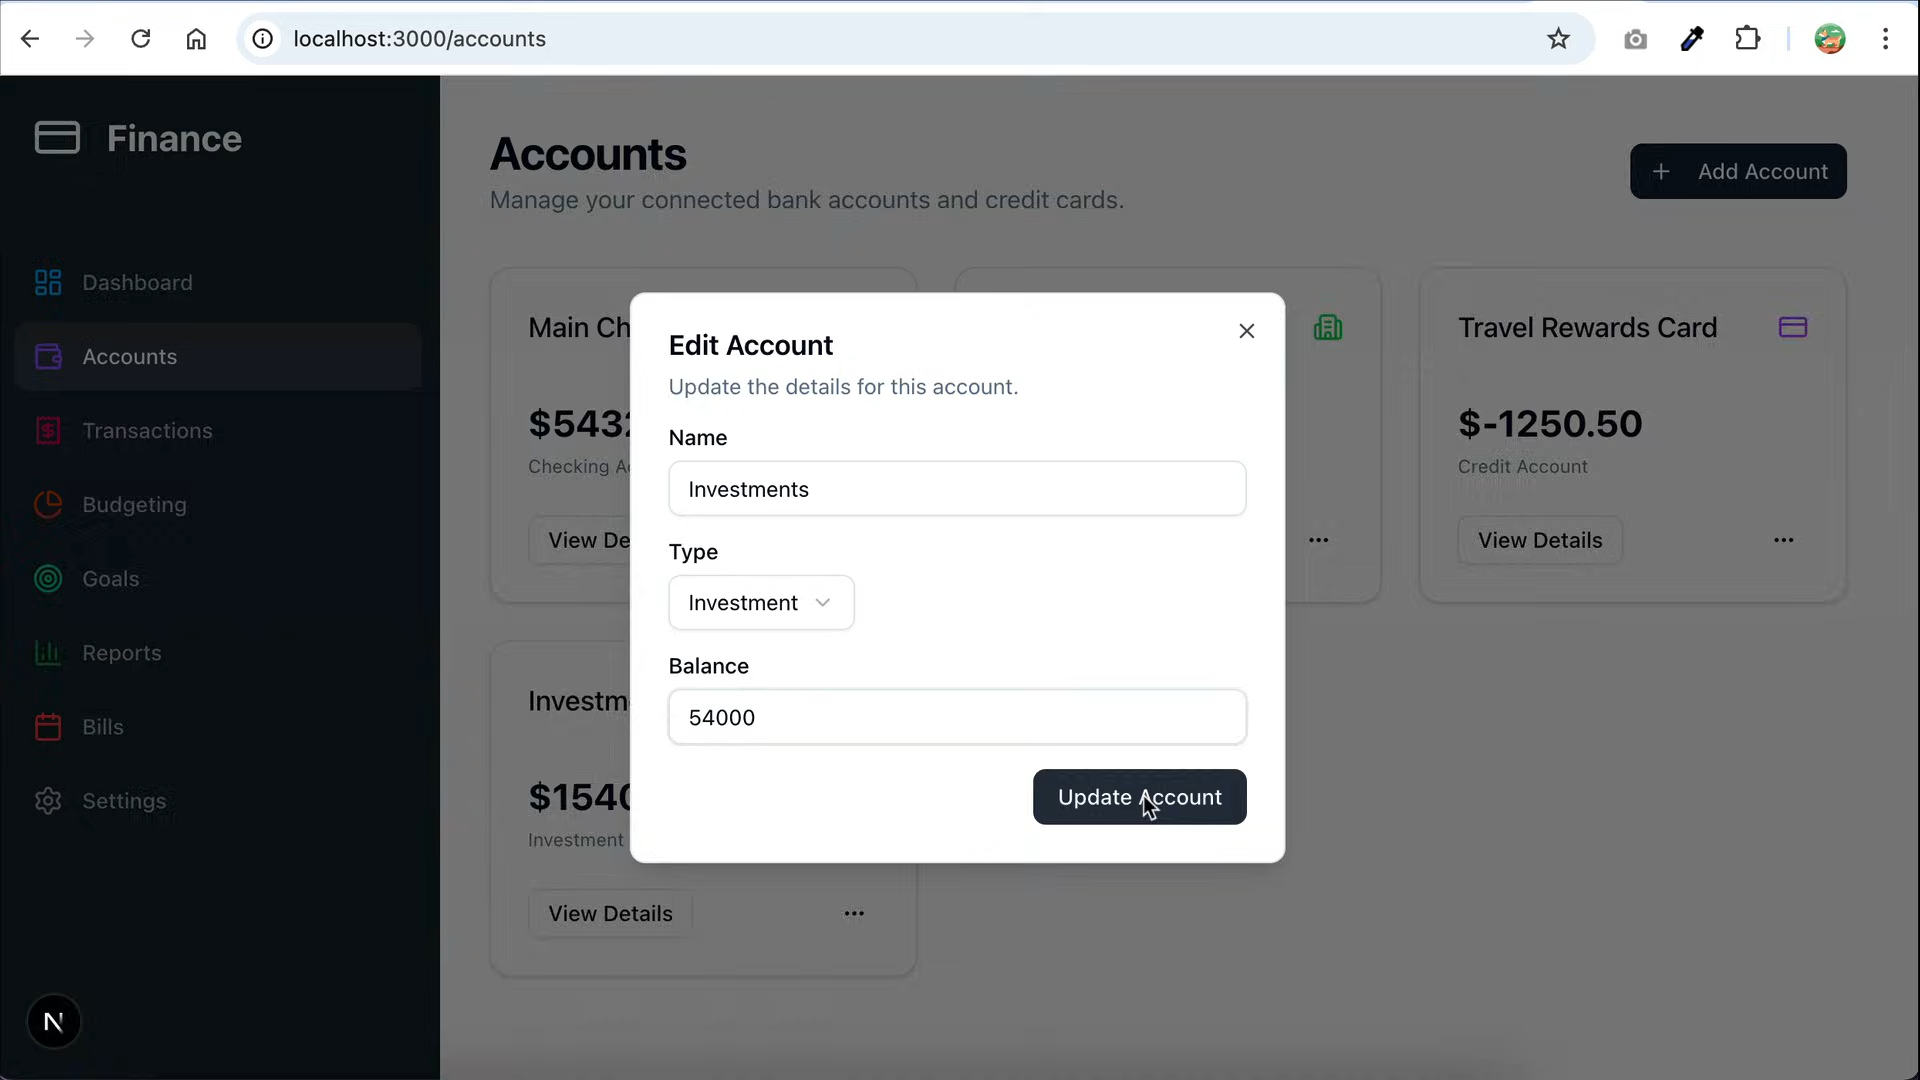 localhost:3000/accounts
Finance
Dashboard
Accounts
Transactions
Budgeting
Goals
Reports
Bills
Settings
N
Accounts
Manage your connected bank accounts and credit cards.
+ Add Account
Main Ch
$543
Checking A
View De
...
Travel Rewards Card
$-1250.50
Credit Account
View Details
...
Investm
$1540
Investment
View Details
...
Edit Account
Update the details for this account.
Name
Investments
Type
Investment
Balance
54000
Update Account